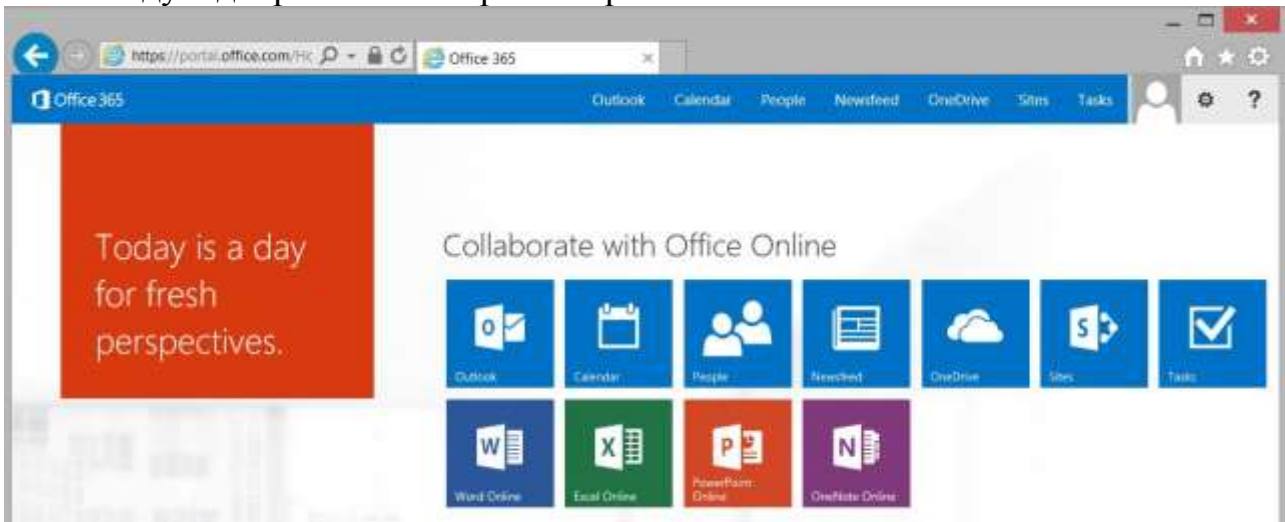 https://portal.office.com/Hc
Office 365
Office 365
Outlook Calendar People Newsfeed OneDrive Sites Tasks ?
Today is a day
for fresh
perspectives.
Collaborate with Office Online
Outlook Calendar People Newsfeed OneDrive Sites Tasks
Word Online Excel Online PowerPoint Online OneNote Online